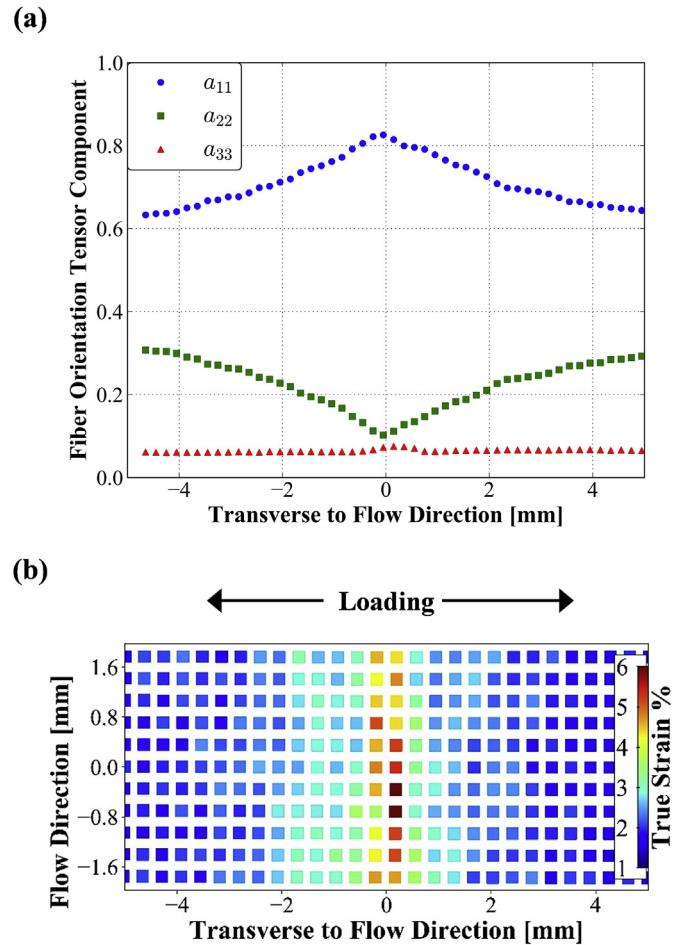 (a)
Fiber Orientation Tensor Component
1.0
0.8
0.6
0.4
0.2
0.0
a11
a22
a33
−4
−2
0
2
4
Transverse to Flow Direction [mm]
(b)
Loading
Flow Direction [mm]
1.6
0.8
0.0
−0.8
−1.6
6
5
4
3
2
1
True Strain %
−4
−2
0
2
4
Transverse to Flow Direction [mm]